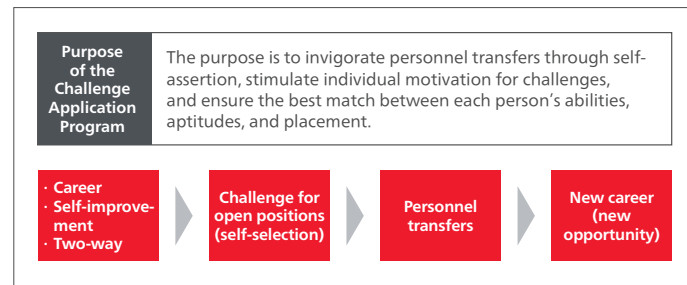 Purpose
of the
Challenge
Application
Program
The purpose is to invigorate personnel transfers through self-
assertion, stimulate individual motivation for challenges,
and ensure the best match between each person's abilities,
aptitudes, and placement.
· Career
· Self-improve-
ment
· Two-way
Challenge for
open positions
(self-selection)
Personnel
transfers
New career
(new
opportunity)